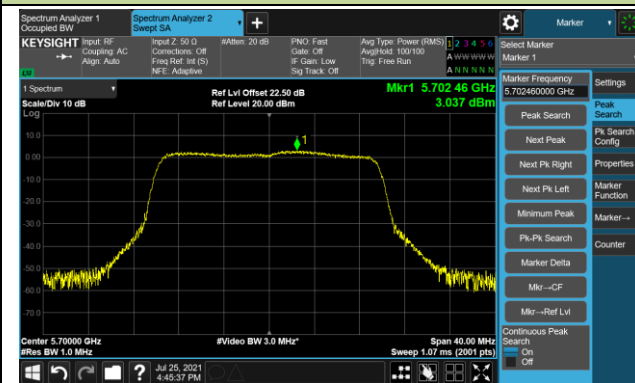 Spectrum Analyzer 1
Occupied BW
Spectrum Analyzer 2
Swept SA
+
Marker
KEYSIGHT
Input: RF
Coupling: AC
Align: Auto
Input Z: 50 Ω
Corrections: Off
Freq Ref: Int (S)
NFE: Adaptive
#Atten: 20 dB
PNO: Fast
Gate: Off
IF Gain: Low
Sig Track: Off
Avg Type: Power (RMS)
Avg|Hold: 100/100
Trig: Free Run
1 2 3 4 5 6
A W W W W W
A N N N N N
LXI
Select Marker
Marker 1
1 Spectrum
Scale/Div 10 dB
Log
Ref Lvl Offset 22.50 dB
Ref Level 20.00 dBm
Mkr1 5.702 46 GHz
3.037 dBm
10.0
0.00
-10.0
-20.0
-30.0
-40.0
-50.0
-60.0
-70.0
1
Center 5.70000 GHz
#Res BW 1.0 MHz
#Video BW 3.0 MHz*
Span 40.00 MHz
Sweep 1.07 ms (2001 pts)
Marker Frequency
5.702460000 GHz
Peak Search
Next Peak
Next Pk Right
Next Pk Left
Minimum Peak
Pk-Pk Search
Marker Delta
Mkr→CF
Mkr→Ref Lvl
Continuous Peak
Search
On
Off
Settings
Peak
Search
Pk Search
Config
Properties
Marker
Function
Marker→
Counter
?
Jul 25, 2021
4:45:37 PM